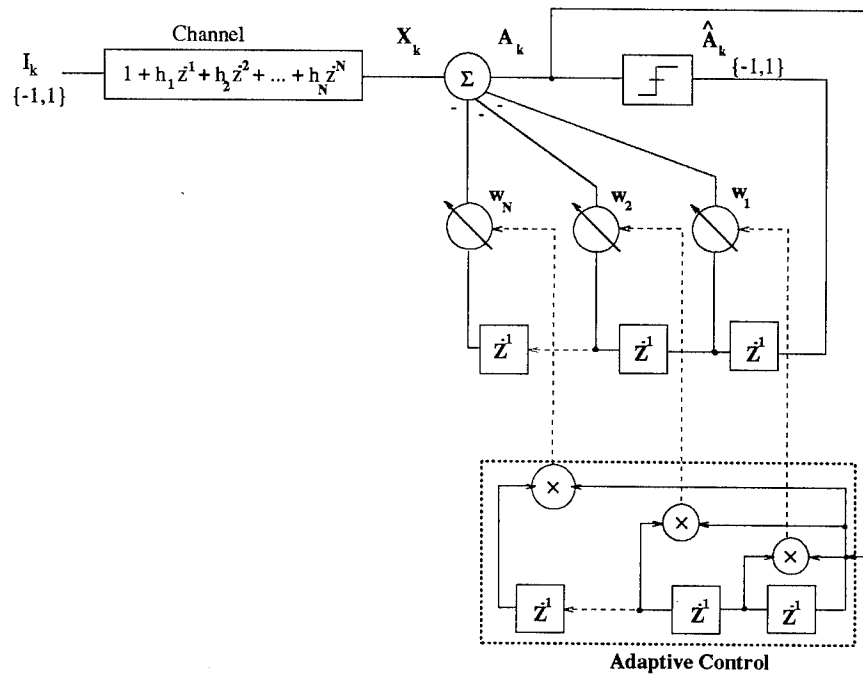 Channel
I_k
{-1,1}
1 + h_1 z^-1 + h_2 z^-2 + ... + h_N z^-N
X_k
Σ
A_k
Â_k
{-1,1}
- - - -
w_N
w_2
w_1
Z^-1
Z^-1
Z^-1
×
×
×
Z^-1
Z^-1
Z^-1
Adaptive Control